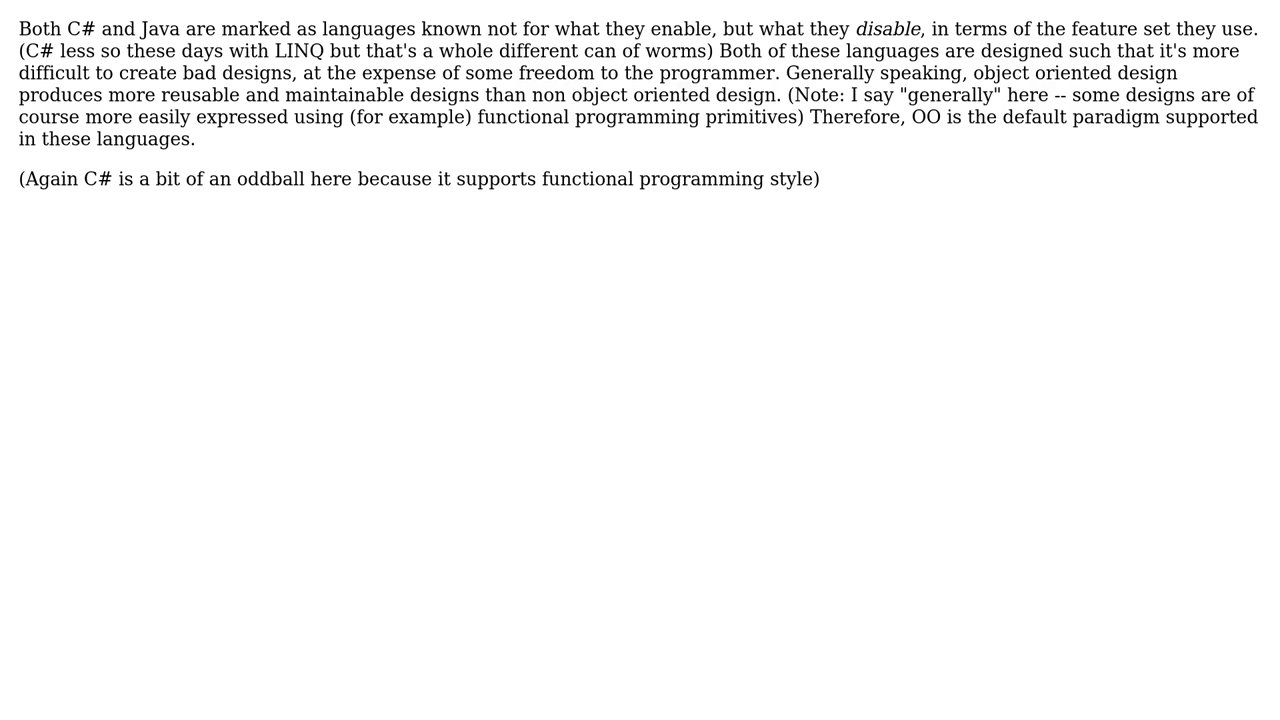 Both C# and Java are marked as languages known not for what they enable, but what they disable, in terms of the feature set they use.
(C# less so these days with LINQ but that's a whole different can of worms) Both of these languages are designed such that it's more
difficult to create bad designs, at the expense of some freedom to the programmer. Generally speaking, object oriented design
produces more reusable and maintainable designs than non object oriented design. (Note: I say "generally" here -- some designs are of
course more easily expressed using (for example) functional programming primitives) Therefore, OO is the default paradigm supported
in these languages.
(Again C# is a bit of an oddball here because it supports functional programming style)